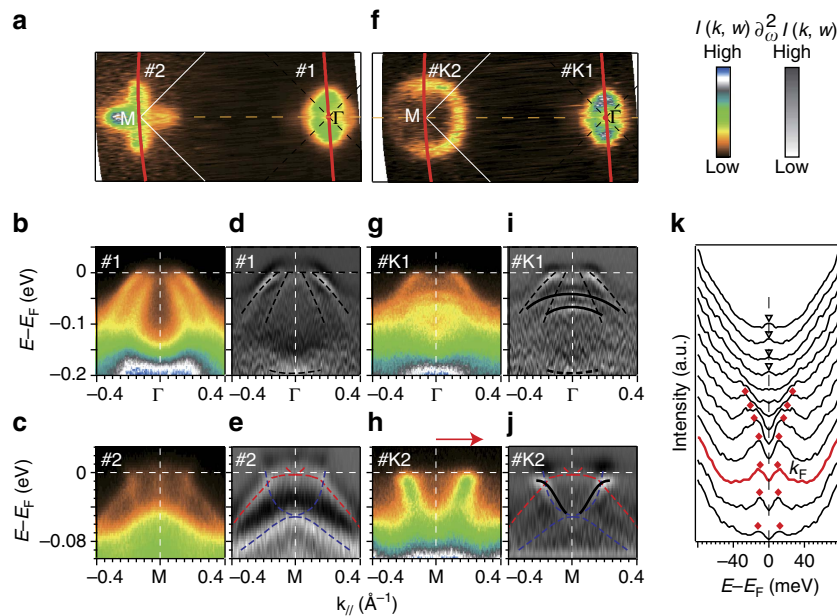 a
f
I (k, w) ∂²ω I (k, w)
High High
Low Low
#2 #1
M Γ
#K2 #K1
M Γ
b d g i k
#1 #1 #K1 #K1
E–EF (eV)
0
–0.1
–0.2
–0.4 Γ 0.4
–0.4 Γ 0.4
–0.4 Γ 0.4
–0.4 Γ 0.4
c e h j
#2 #2 #K2 #K2
E–EF (eV)
0
–0.08
–0.4 M 0.4
–0.4 M 0.4
–0.4 M 0.4
–0.4 M 0.4
k// (Å–1)
Intensity (a.u.)
kF
–40 0 40
E–EF (meV)